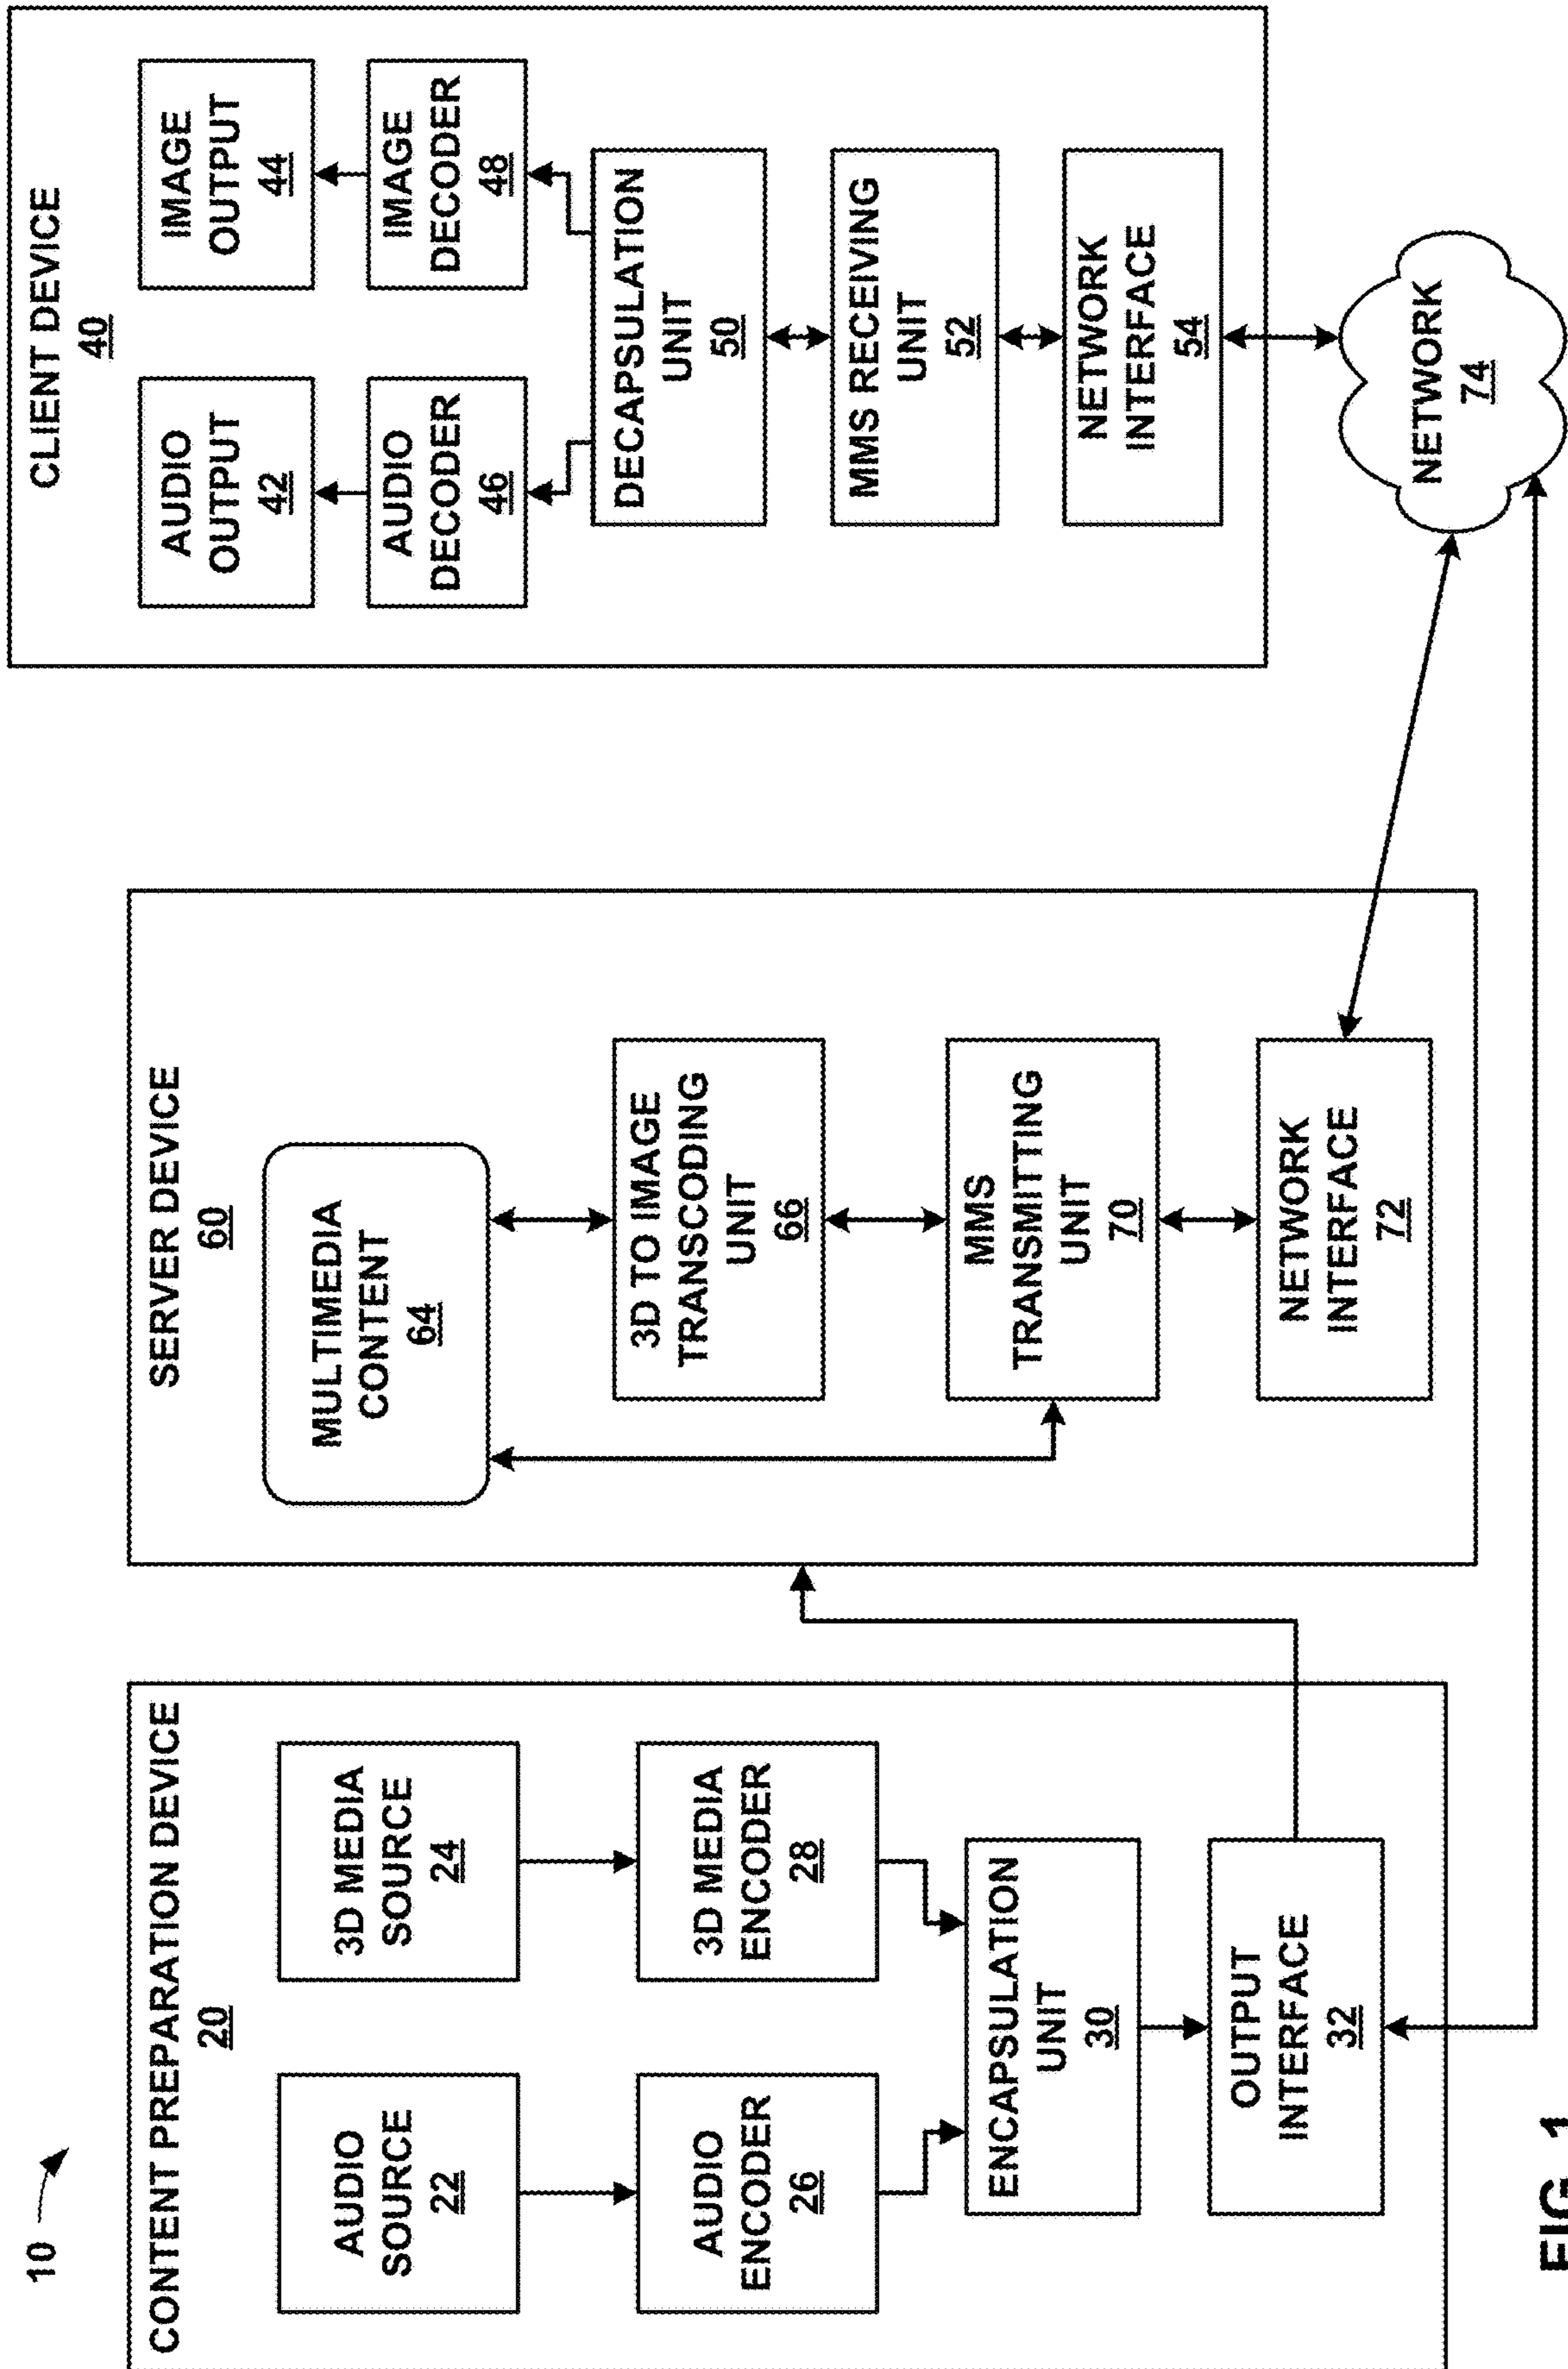 10
CONTENT PREPARATION DEVICE
20
AUDIO
SOURCE
22
3D MEDIA
SOURCE
24
AUDIO
ENCODER
26
3D MEDIA
ENCODER
28
ENCAPSULATION
UNIT
30
OUTPUT
INTERFACE
32
SERVER DEVICE
60
MULTIMEDIA
CONTENT
64
3D TO IMAGE
TRANSCODING
UNIT
66
MMS
TRANSMITTING
UNIT
70
NETWORK
INTERFACE
72
CLIENT DEVICE
40
AUDIO
OUTPUT
42
IMAGE
OUTPUT
44
AUDIO
DECODER
46
IMAGE
DECODER
48
DECAPSULATION
UNIT
50
MMS RECEIVING
UNIT
52
NETWORK
INTERFACE
54
NETWORK
74
FIG. 1